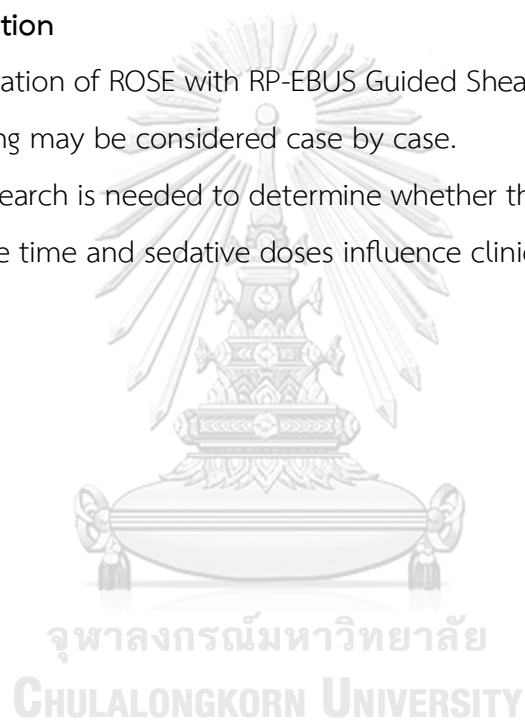 tion
ation of ROSE with RP-EBUS Guided Shea
ng may be considered case by case.
search is needed to determine whether th
e time and sedative doses influence clini
จุฬาลงกรณ์มหาวิทยาลัย
CHULALONGKORN UNIVERSITY